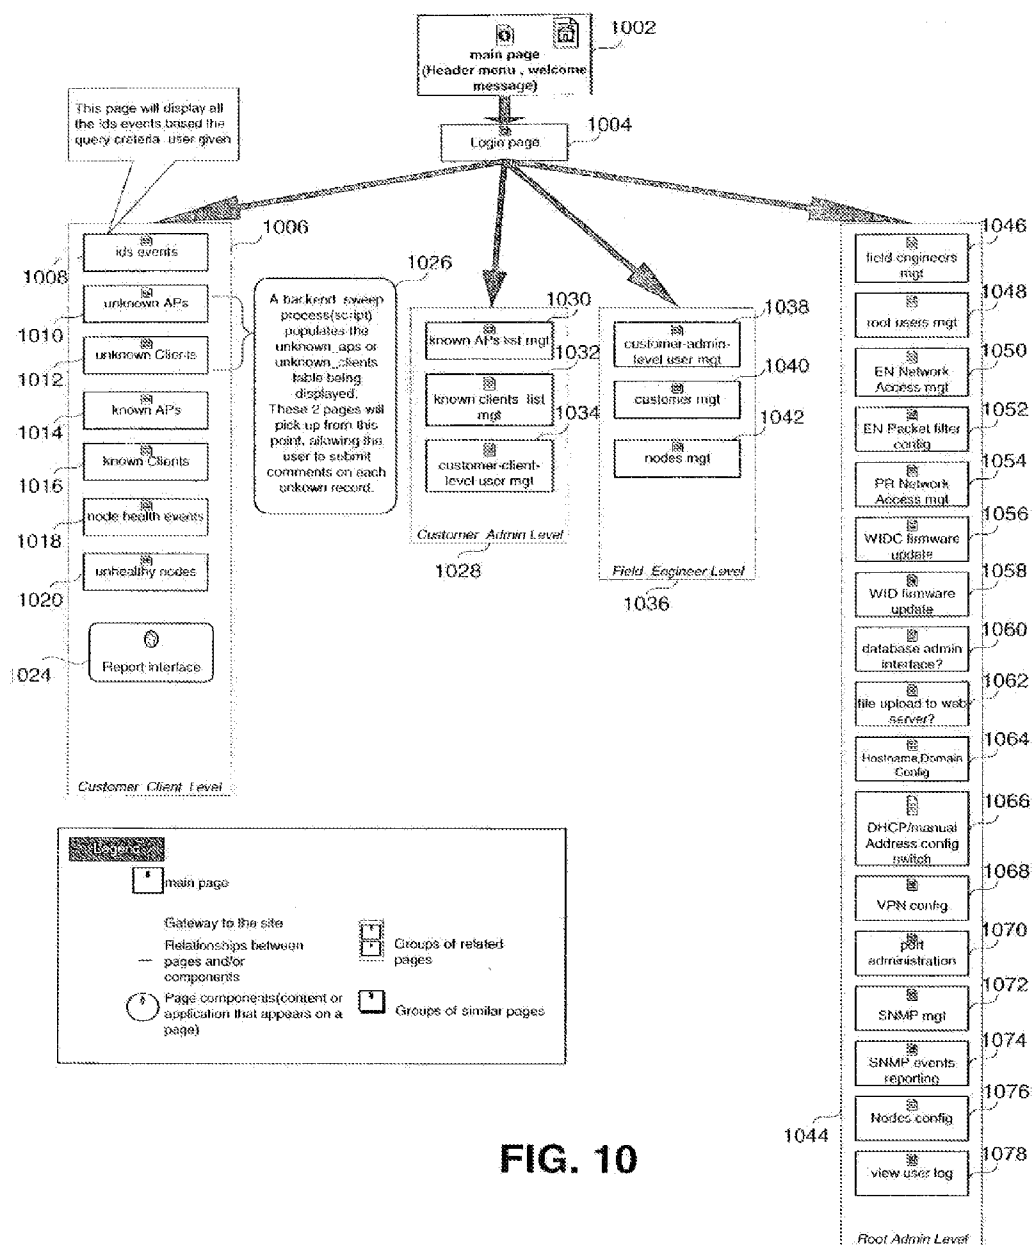 1002
main page
(Header menu , welcome
message)
This page will display all
the ids events based the
query creteria user given
1004
Login page
1006
ids events
1008
unknown APs
1010
unknown Clients
1012
known APs
1014
known Clients
1016
node health events
1018
unhealthy nodes
1020
Report interface
1024
Customer Client Level
1026
A backend sweep
process(script)
populates the
unknown_aps or
unknown_clients
table being
displayed.
These 2 pages will
pick up from this
point, allowing the
user to submit
comments on each
unkown record.
1030
known APs list mgt
1032
known clients list
mgt
1034
customer-client-
level user mgt
Customer Admin Level
1028
1038
customer-admin-
level user mgt
1040
customer mgt
1042
nodes mgt
Field Engineer Level
1036
1046
field engineers
mgt
1048
root users mgt
1050
EN Network
Access mgt
1052
EN Packet filter
config
1054
PR Network
Access mgt
1056
WIDC firmware
update
1058
WID firmware
update
1060
database admin
interface?
1062
file upload to web
server?
1064
Hostname,Domain
Config
1066
DHCP/manual
Address config
switch
1068
VPN config
1070
port
administration
1072
SNMP mgt
1074
SNMP events
reporting
1076
Nodes config
1078
view user log
1044
Root Admin Level
Legend
main page
Gateway to the site
Relationships between
pages and/or
components
Page components(content or
application that appears on a
page)
Groups of related
pages
Groups of similar pages
FIG. 10